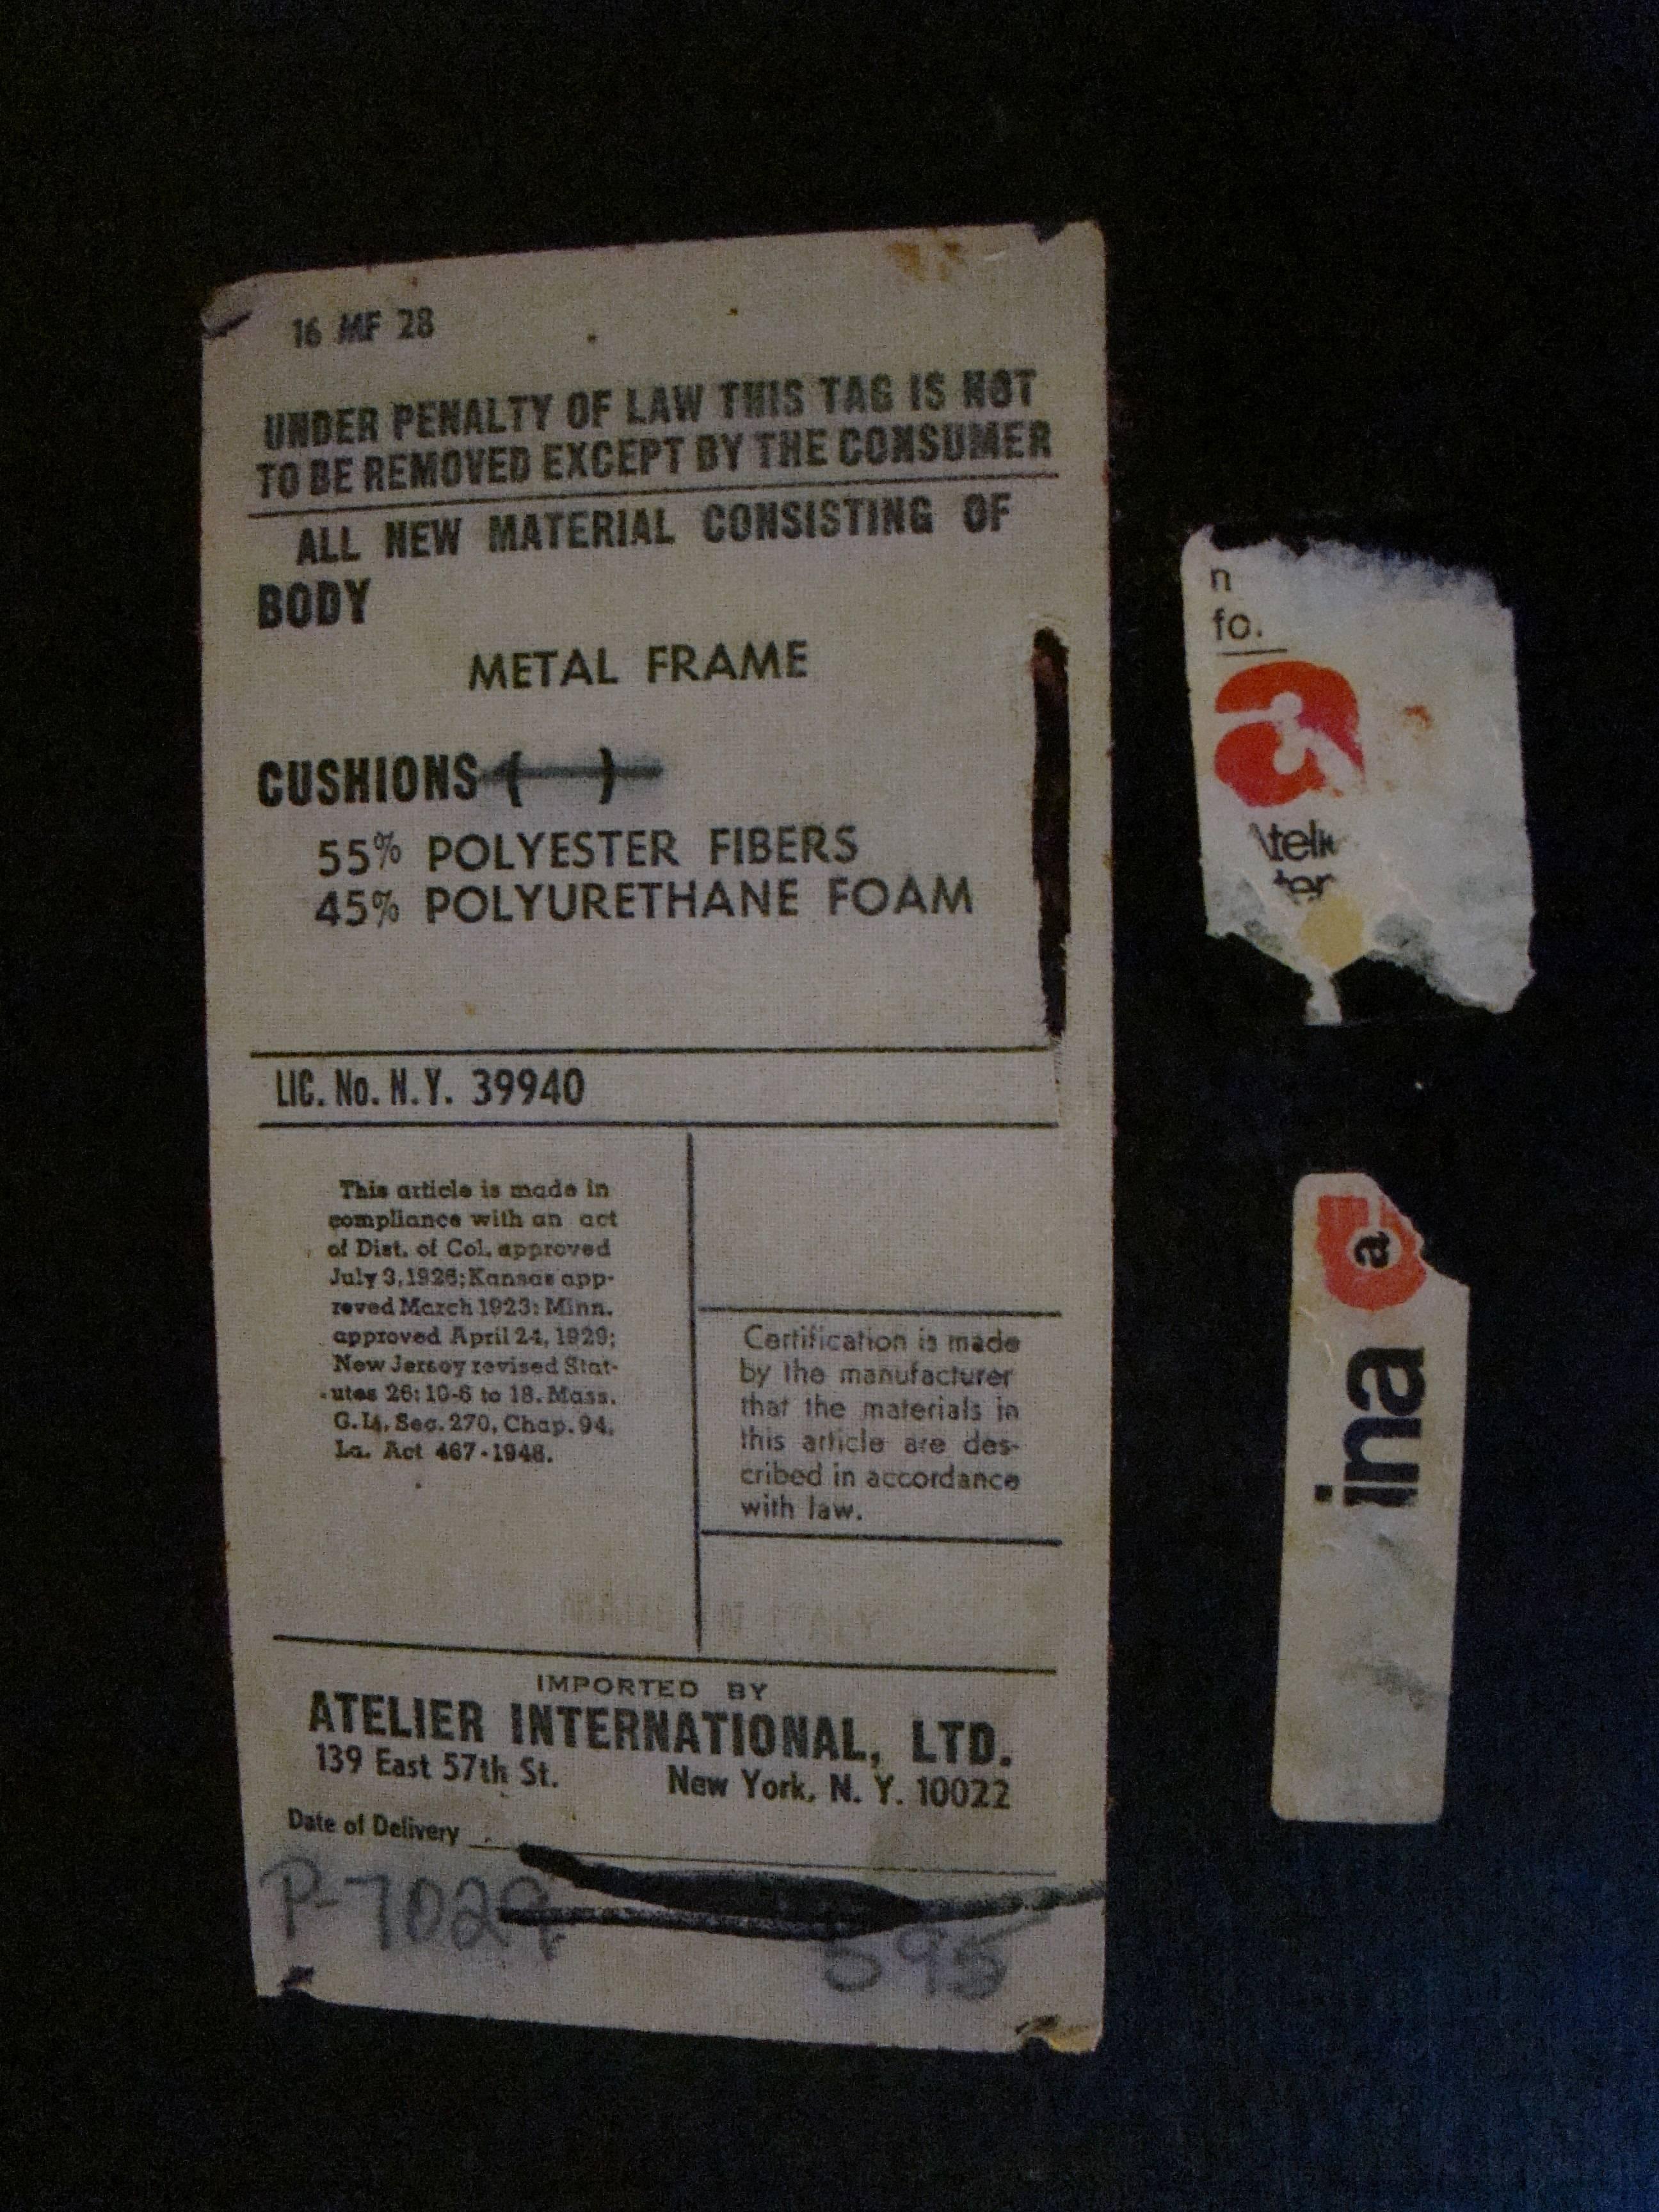 16 MF 28
UNDER PENALTY OF LAW THIS TAG IS NOT
TO BE REMOVED EXCEPT BY THE CONSUMER
ALL NEW MATERIAL CONSISTING OF
BODY
METAL FRAME
CUSHIONS ( )
55% POLYESTER FIBERS
45% POLYURETHANE FOAM
LIC. No. N.Y. 39940
This article is made in
compliance with an act
of Dist. of Col. approved
July 3, 1926; Kansas app-
roved March 1923: Minn.
approved April 24, 1929;
New Jersey revised Stat-
utes 26:10-6 to 18. Mass.
G.L. Sec. 270, Chap. 94,
La. Act 467-1948.
Certification is made
by the manufacturer
that the materials in
this article are des-
cribed in accordance
with law.
IMPORTED BY
ATELIER INTERNATIONAL, LTD.
139 East 57th St. New York, N. Y. 10022
Date of Delivery
P-7029
595
n
fo.
a
Atelie
ter
a
ina